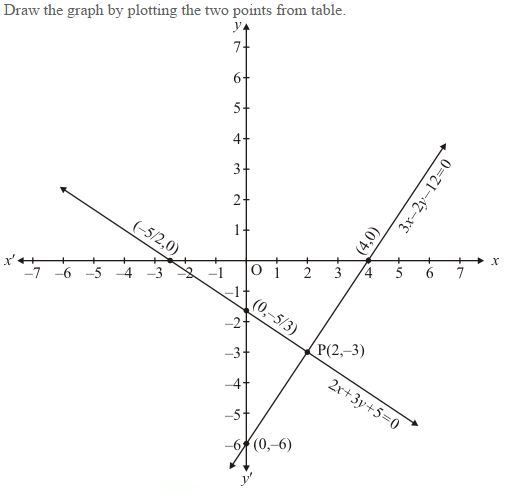 Draw the graph by plotting the two points from table.
y
7
6
5
4
3
2
1
(–5/2,0)
(4,0)
3x–2y–12=0
x'
–7 –6 –5 –4 –3 –2 –1 O 1 2 3 4 5 6 7
x
–1
(0,–5/3)
–2
–3
P(2,–3)
–4
2x+3y+5=0
–5
–6 (0,–6)
y'